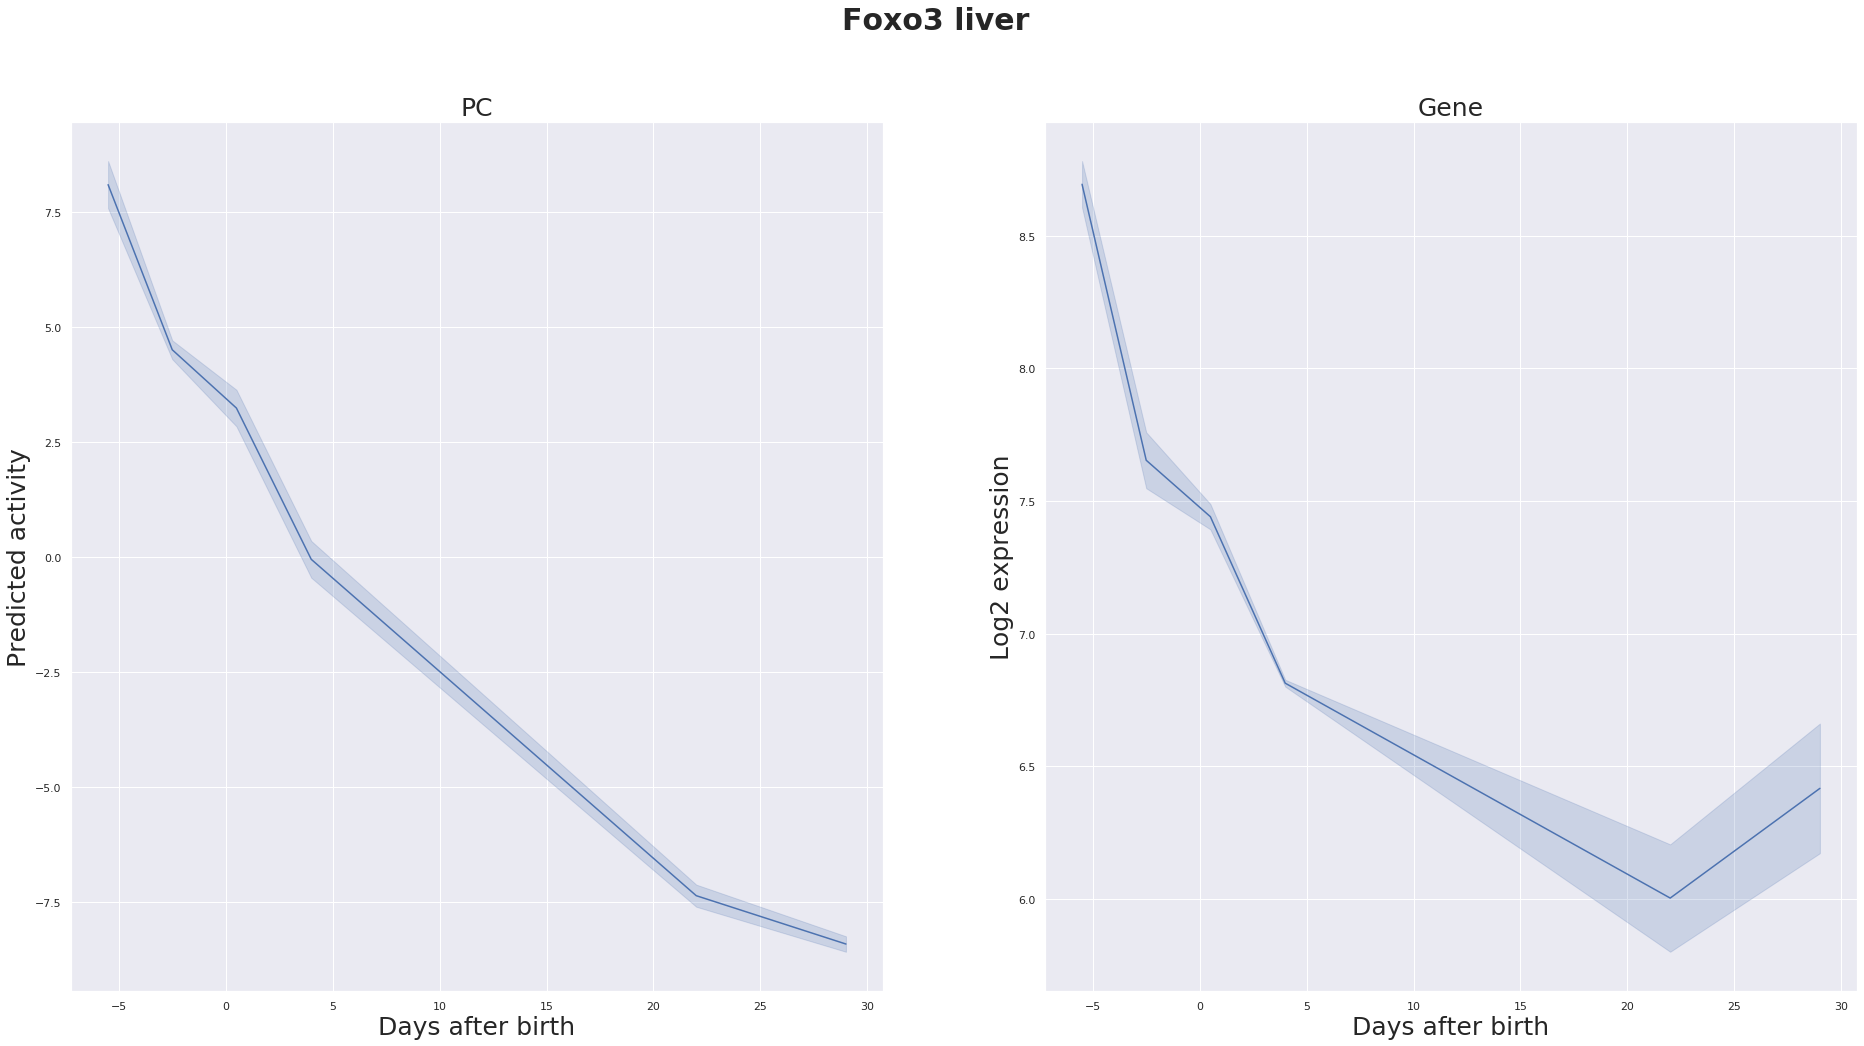 Foxo3 liver
PC
Predicted activity
7.5
5.0
2.5
0.0
−2.5
−5.0
−7.5
−5 0 5 10 15 20 25 30
Days after birth
Gene
Log2 expression
8.5
8.0
7.5
7.0
6.5
6.0
−5 0 5 10 15 20 25 30
Days after birth